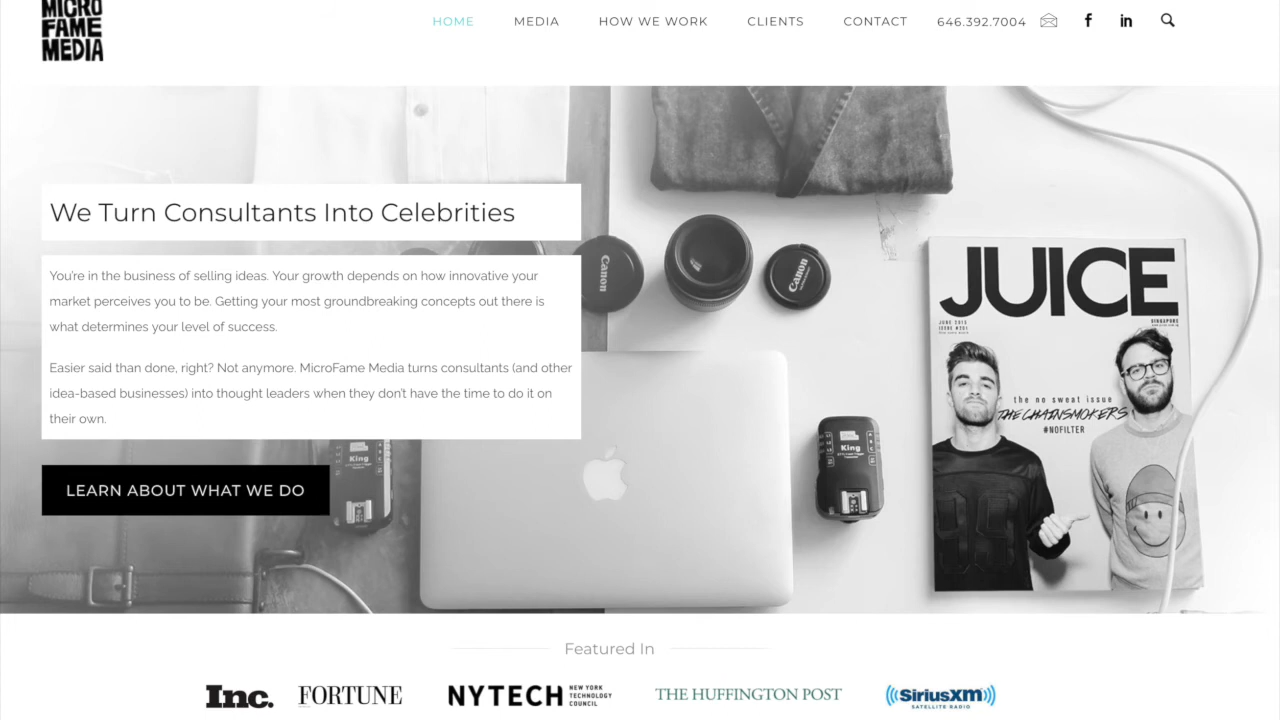 MICRO
FAME
MEDIA
HOME MEDIA HOW WE WORK CLIENTS CONTACT 646.392.7004
We Turn Consultants Into Celebrities
You're in the business of selling ideas. Your growth depends on how innovative your
market perceives you to be. Getting your most groundbreaking concepts out there is
what determines your level of success.
Easier said than done, right? Not anymore. MicroFame Media turns consultants (and other
idea-based businesses) into thought leaders when they don't have the time to do it on
their own.
LEARN ABOUT WHAT WE DO
Canon
Canon
King
King
JUICE
JUNE 2015
ISSUE #201
SINGAPORE
the no sweat issue
THE CHAINSMOKERS
#NOFILTER
99
Featured In
Inc.
FORTUNE
NYTECH
NEW YORK
TECHNOLOGY
COUNCIL
THE HUFFINGTON POST
SiriusXM
SATELLITE RADIO